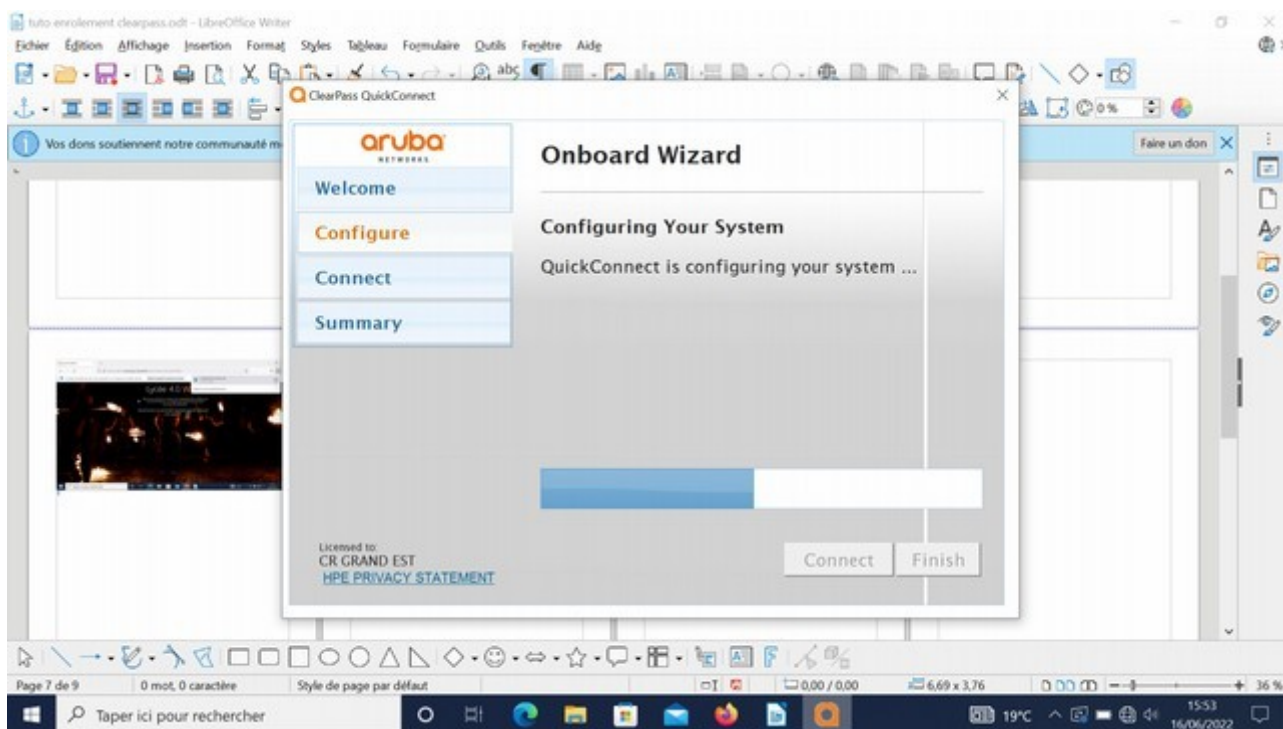 tuto enrolement clearpass.odt - LibreOffice Writer
Fichier Édition Affichage Insertion Format Styles Tableau Formulaire Outils Fenêtre Aide
ClearPass QuickConnect
0 %
Vos dons soutiennent notre communauté m
Faire un don
aruba
NETWORKS
Welcome
Configure
Connect
Summary
Onboard Wizard
Configuring Your System
QuickConnect is configuring your system ...
Licensed to:
CR GRAND EST
HPE PRIVACY STATEMENT
Connect Finish
Page 7 de 9 0 mot, 0 caractère Style de page par défaut 0,00 / 0,00 6,69 x 3,76 36 %
Taper ici pour rechercher 19°C 15:53
16/06/2022